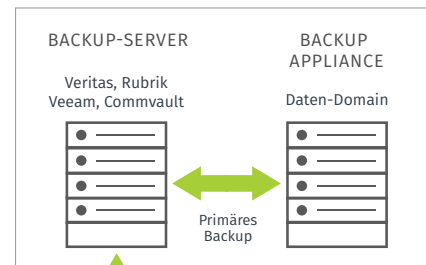 BACKUP-SERVER
Veritas, Rubrik
Veeam, Commvault
BACKUP
APPLIANCE
Daten-Domain
Primäres
Backup